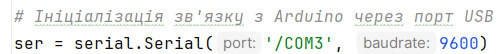 # Ініціалізація зв'язку з Arduino через порт USB
ser = serial.Serial( port: '/COM3', baudrate: 9600)